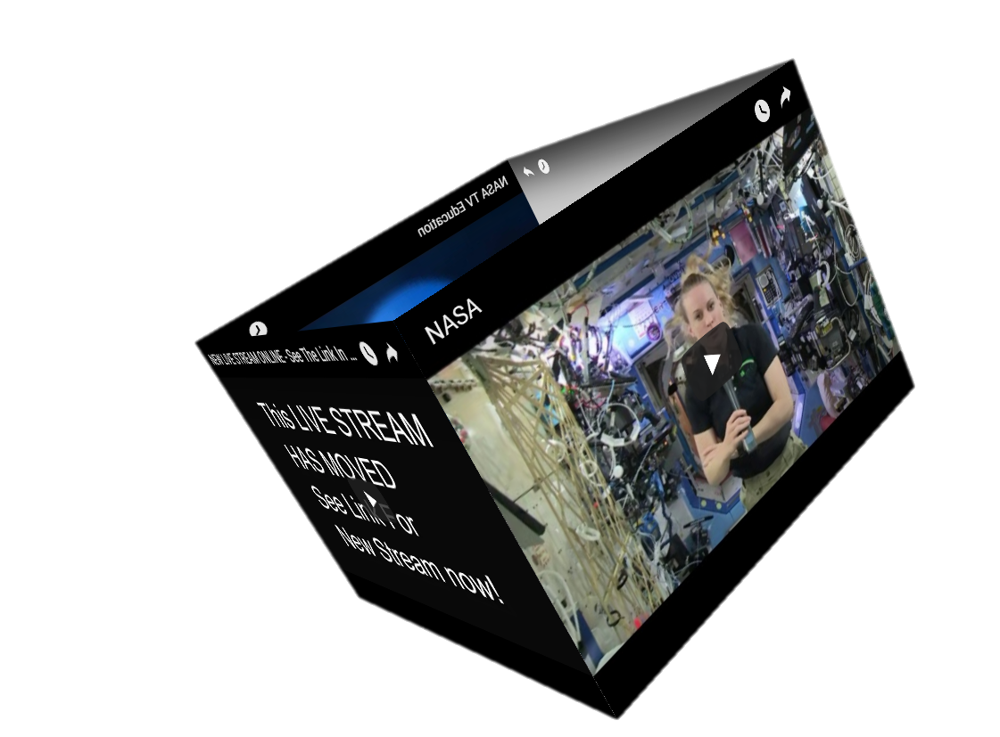 NASA TV Education
NASA
NEW LIVE STREAM ONLINE - See The Link In ...
This LIVE STREAM
HAS MOVED
See Link For
New Stream now!